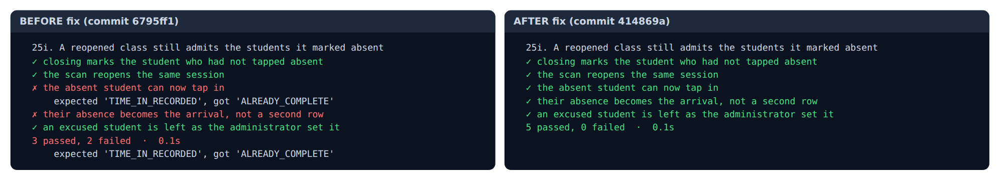 BEFORE fix (commit 6795ff1)
25i. A reopened class still admits the students it marked absent
✓ closing marks the student who had not tapped absent
✓ the scan reopens the same session
✗ the absent student can now tap in
expected 'TIME_IN_RECORDED', got 'ALREADY_COMPLETE'
✗ their absence becomes the arrival, not a second row
✓ an excused student is left as the administrator set it
3 passed, 2 failed · 0.1s
expected 'TIME_IN_RECORDED', got 'ALREADY_COMPLETE'
AFTER fix (commit 414869a)
25i. A reopened class still admits the students it marked absent
✓ closing marks the student who had not tapped absent
✓ the scan reopens the same session
✓ the absent student can now tap in
✓ their absence becomes the arrival, not a second row
✓ an excused student is left as the administrator set it
5 passed, 0 failed · 0.1s